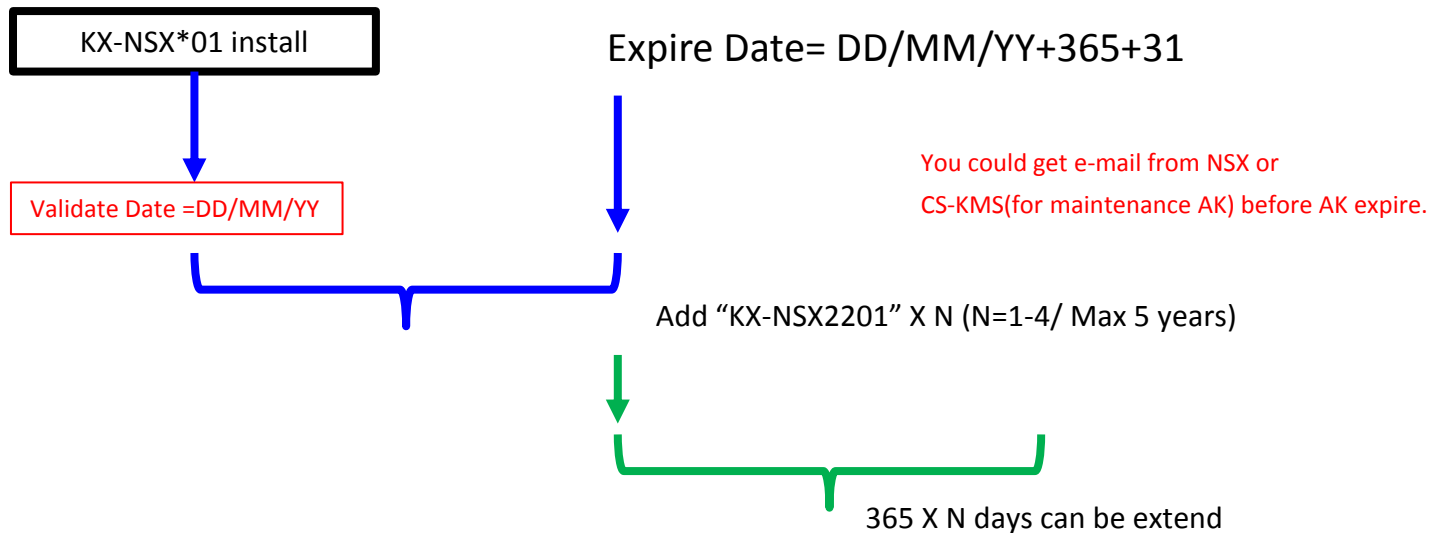 KX-NSX*01 install
Expire Date= DD/MM/YY+365+31
You could get e-mail from NSX or
CS-KMS(for maintenance AK) before AK expire.
Validate Date =DD/MM/YY
Add “KX-NSX2201” X N (N=1-4/ Max 5 years)
365 X N days can be extend